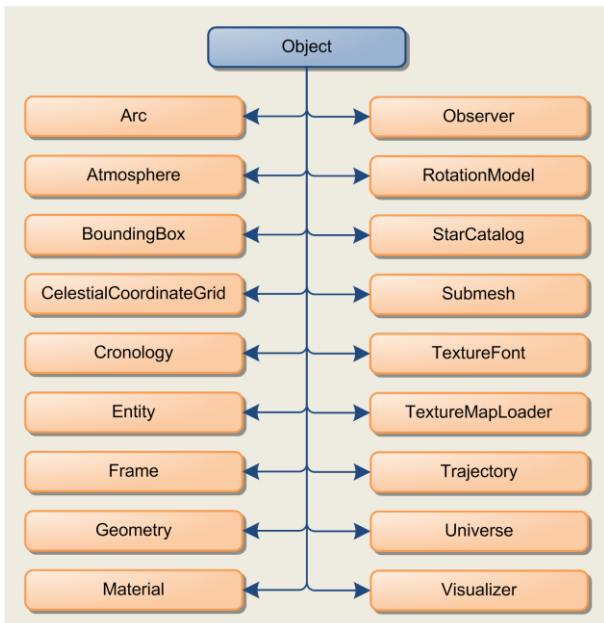 Object
Arc
Observer
Atmosphere
RotationModel
BoundingBox
StarCatalog
CelestialCoordinateGrid
Submesh
Cronology
TextureFont
Entity
TextureMapLoader
Frame
Trajectory
Geometry
Universe
Material
Visualizer